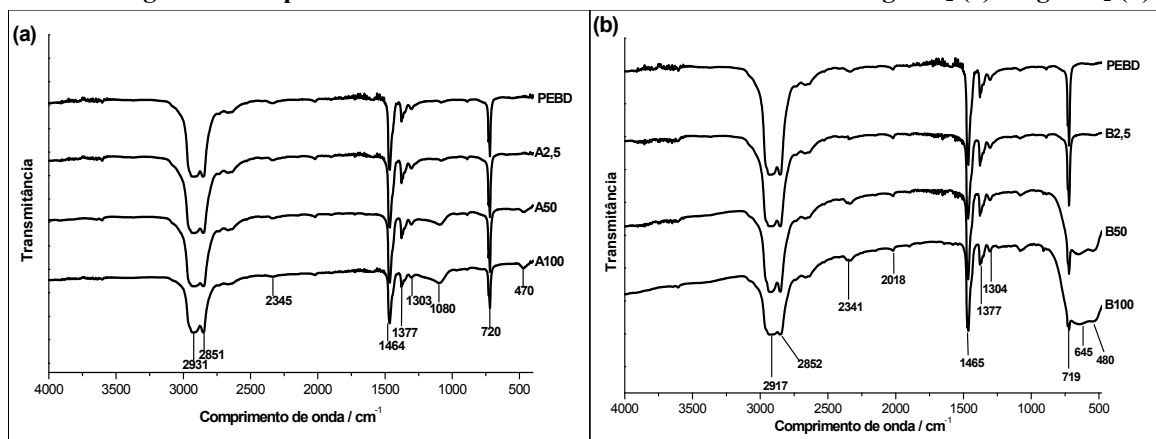 (a)
PEBD
A2,5
A50
A100
2345
1303
1080
470
1377
720
1464
2851
2931
Transmitância
4000 3500 3000 2500 2000 1500 1000 500
Comprimento de onda / cm-1
(b)
PEBD
B2,5
B50
B100
2018
2341
1304
1377
645
480
2852
1465
719
2917
Transmitância
4000 3500 3000 2500 2000 1500 1000 500
Comprimento de onda / cm-1